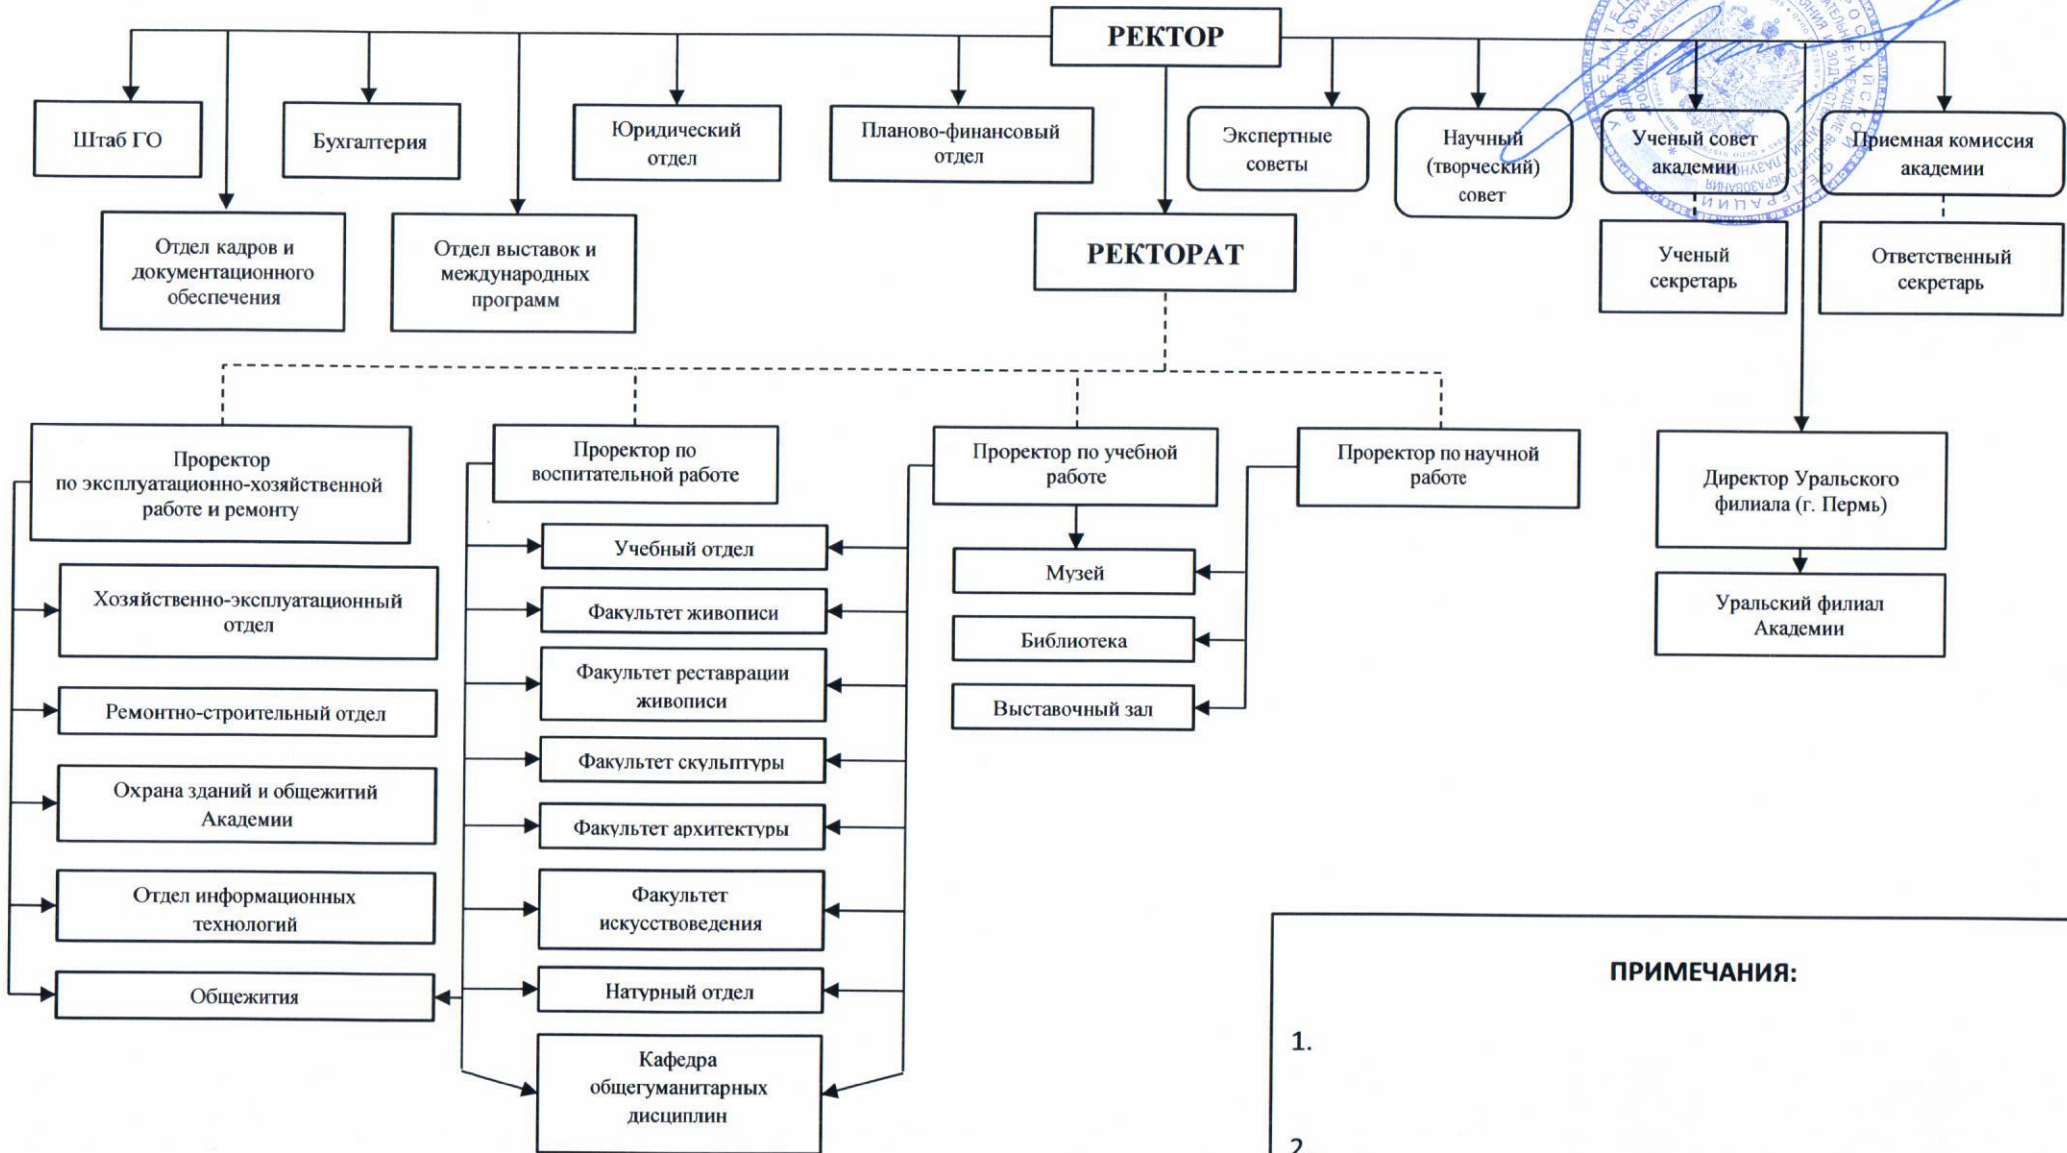 РЕКТОР
Штаб ГО
Бухгалтерия
Юридический
отдел
Планово-финансовый
отдел
Экспертные
советы
Научный
(творческий)
совет
Ученый совет
академии
Приемная комиссия
академии
Отдел кадров и
документационного
обеспечения
Отдел выставок и
международных
программ
РЕКТОРАТ
Ученый
секретарь
Ответственный
секретарь
Проректор
по эксплуатационно-хозяйственной
работе и ремонту
Проректор по
воспитательной работе
Проректор по учебной
работе
Проректор по научной
работе
Директор Уральского
филиала (г. Пермь)
Хозяйственно-эксплуатационный
отдел
Ремонтно-строительный отдел
Охрана зданий и общежитий
Академии
Отдел информационных
технологий
Общежития
Учебный отдел
Факультет живописи
Факультет реставрации
живописи
Факультет скульптуры
Факультет архитектуры
Факультет
искусствоведения
Натурный отдел
Кафедра
общегуманитарных
дисциплин
Музей
Библиотека
Выставочный зал
Уральский филиал
Академии
ПРИМЕЧАНИЯ:
1.
2.